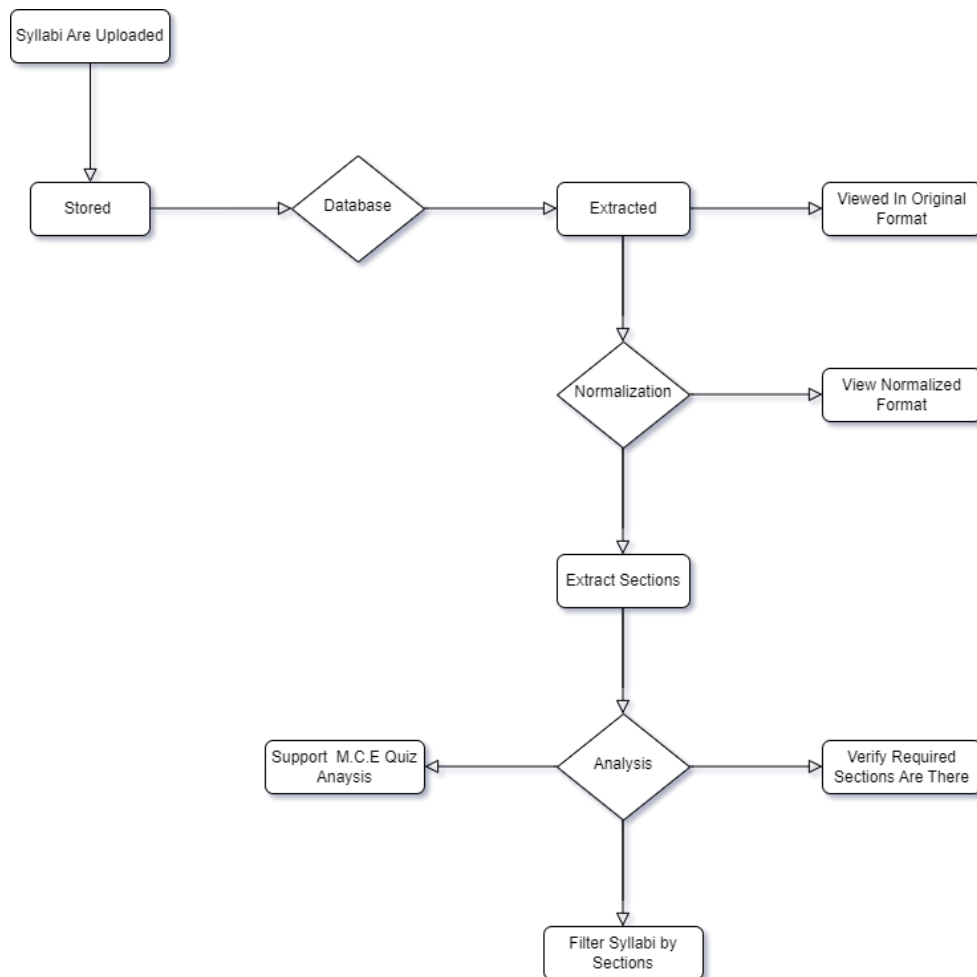 Syllabi Are Uploaded
Stored
Database
Extracted
Viewed In Original
Format
Normalization
View Normalized
Format
Extract Sections
Support M.C.E Quiz
Anaysis
Analysis
Verify Required
Sections Are There
Filter Syllabi by
Sections